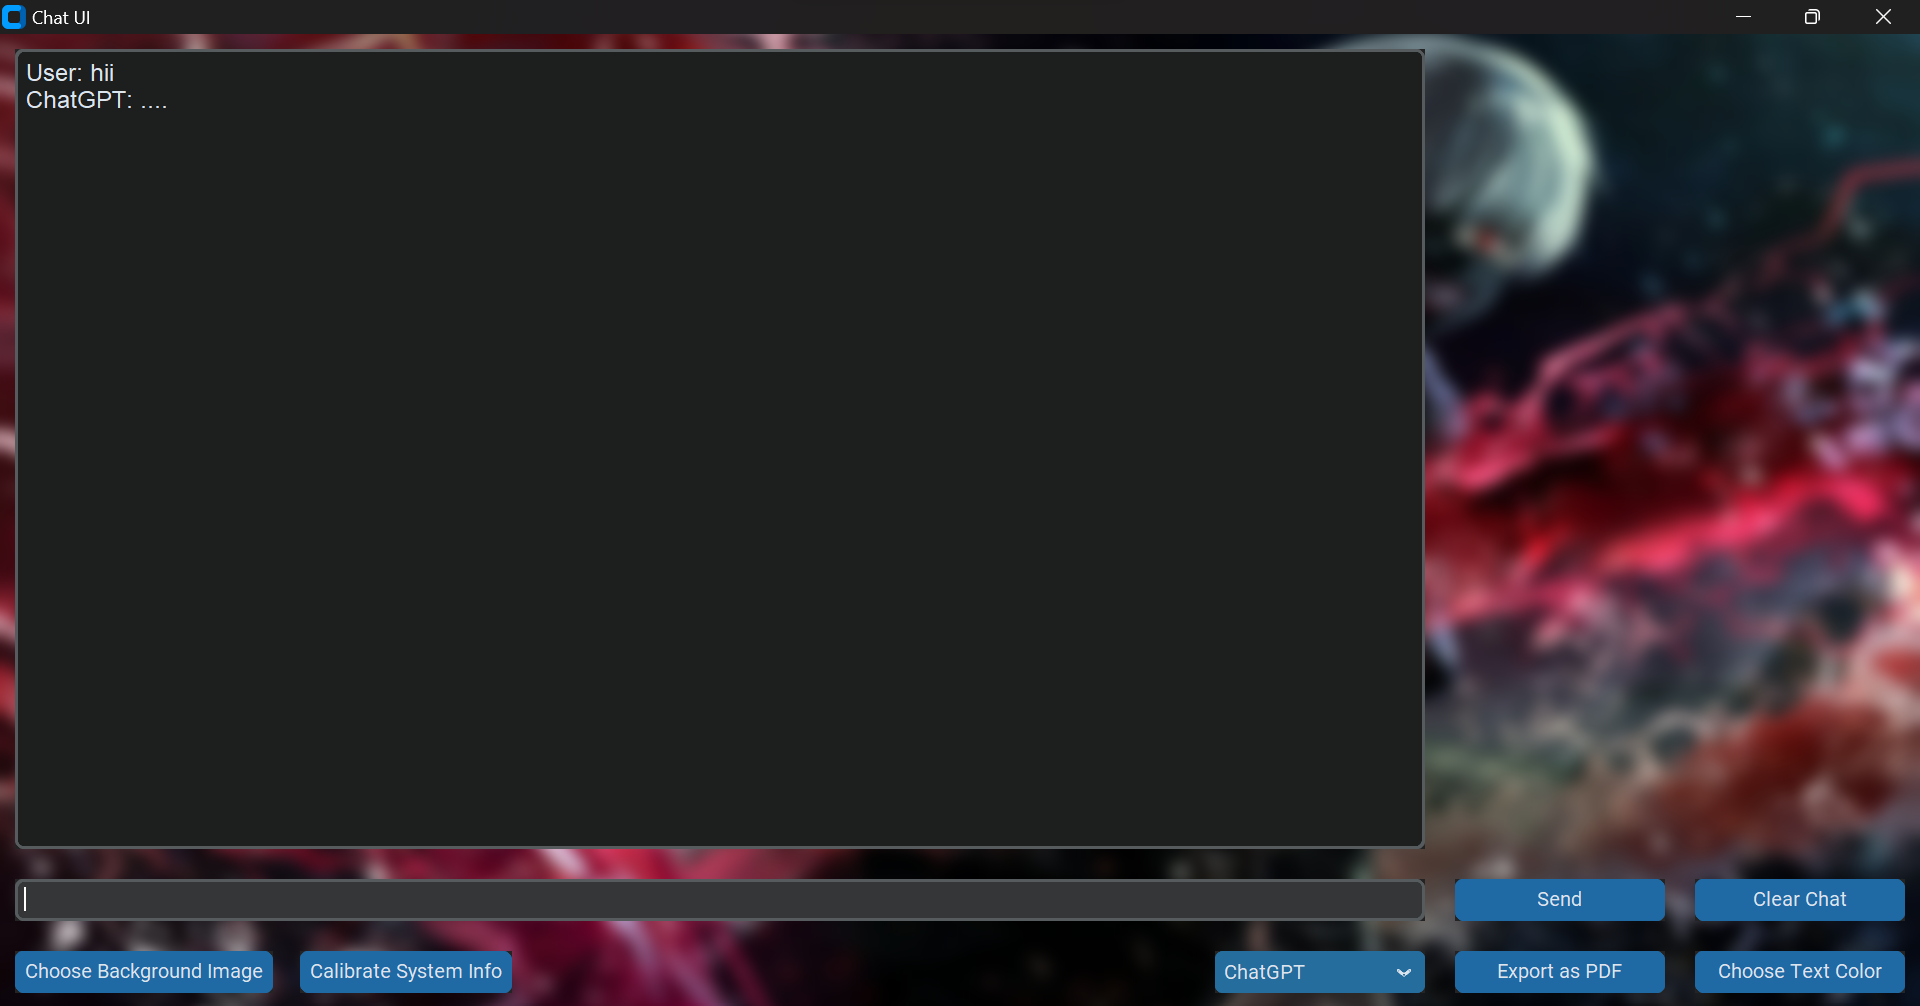 Chat UI
User: hii
ChatGPT: ....
Send
Clear Chat
Choose Background Image
Calibrate System Info
ChatGPT
Export as PDF
Choose Text Color